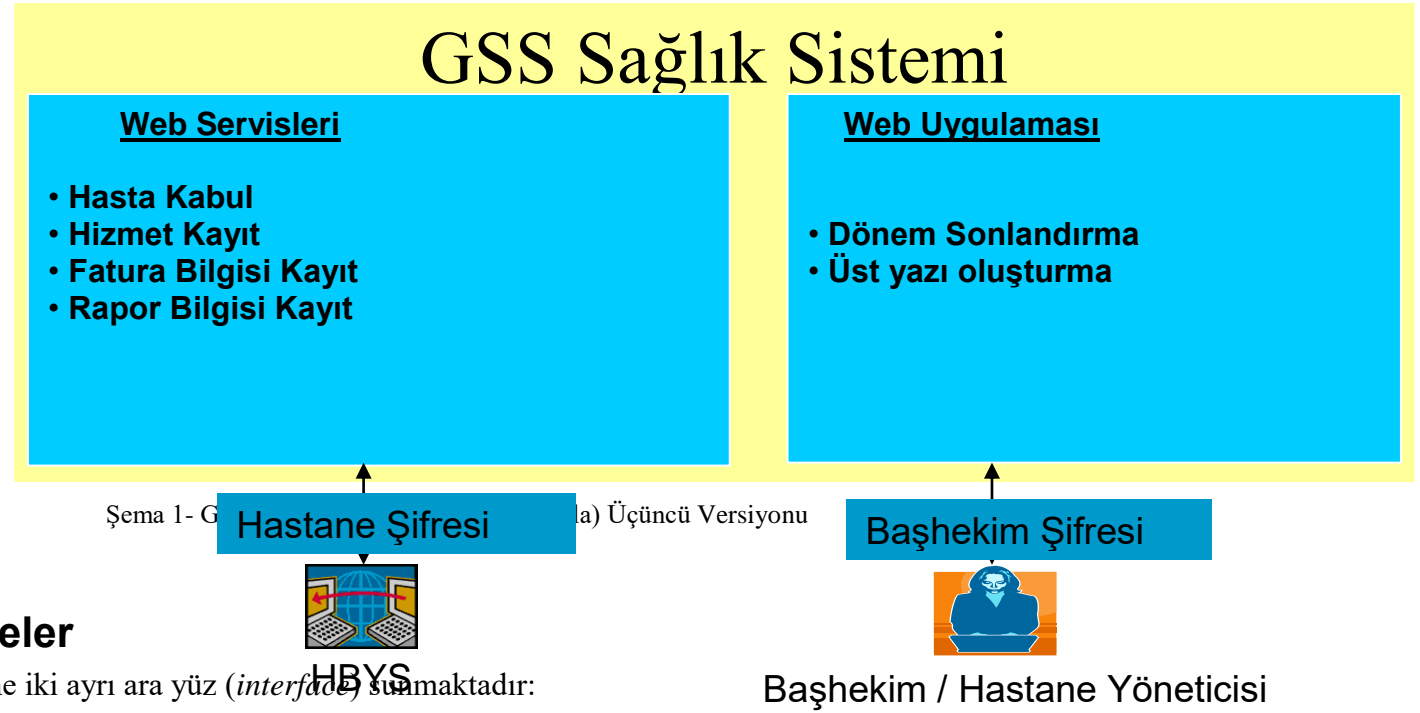 GSS Sağlık Sistemi
Web Servisleri
• Hasta Kabul
• Hizmet Kayıt
• Fatura Bilgisi Kayıt
• Rapor Bilgisi Kayıt
Web Uygulaması
• Dönem Sonlandırma
• Üst yazı oluşturma
Şema 1- G la) Üçüncü Versiyonu
Hastane Şifresi
Başhekim Şifresi
eler
HBYS
e iki ayrı ara yüz (interface) sunmaktadır:
Başhekim / Hastane Yöneticisi